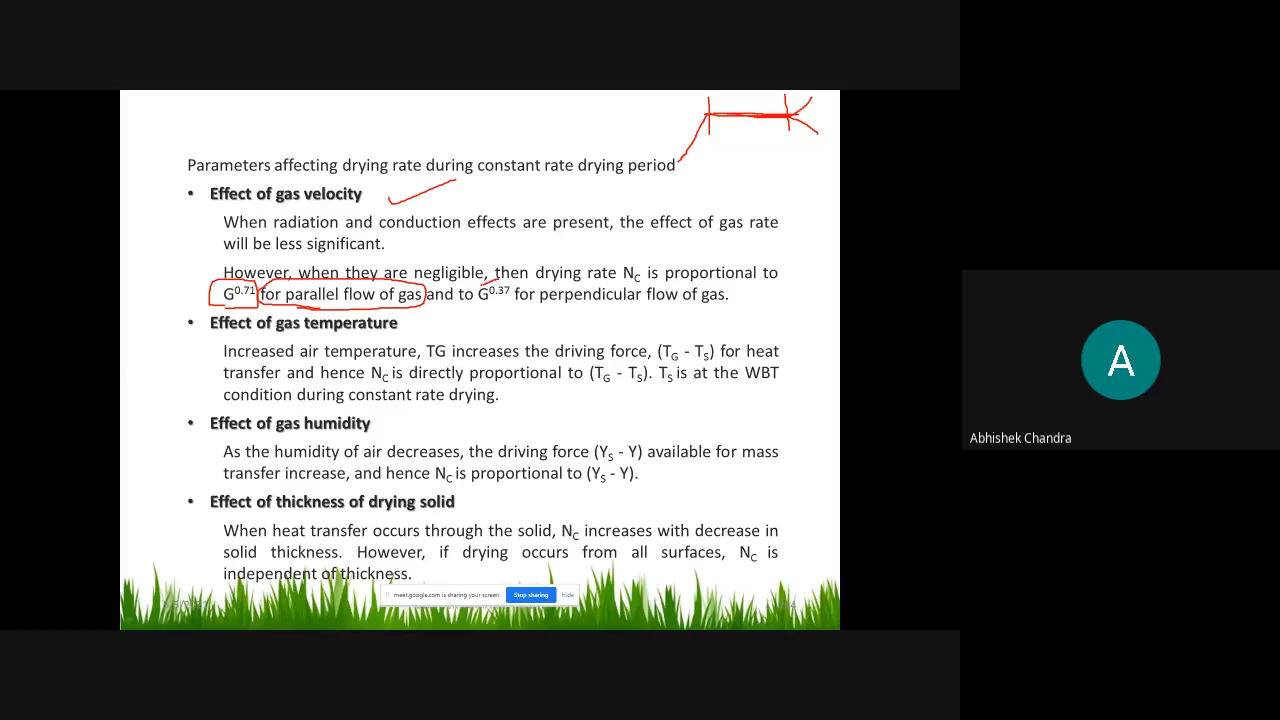 Parameters affecting drying rate during constant rate drying period
• Effect of gas velocity
When radiation and conduction effects are present, the effect of gas rate
will be less significant.
However, when they are negligible, then drying rate N_C is proportional to
G^0.71 for parallel flow of gas and to G^0.37 for perpendicular flow of gas.
• Effect of gas temperature
Increased air temperature, TG increases the driving force, (T_G - T_S) for heat
transfer and hence N_C is directly proportional to (T_G - T_S). T_S is at the WBT
condition during constant rate drying.
• Effect of gas humidity
As the humidity of air decreases, the driving force (Y_S - Y) available for mass
transfer increase, and hence N_C is proportional to (Y_S - Y).
• Effect of thickness of drying solid
When heat transfer occurs through the solid, N_C increases with decrease in
solid thickness. However, if drying occurs from all surfaces, N_C is
independent of thickness.
meet.google.com is sharing your screen. Stop sharing Hide
A
Abhishek Chandra